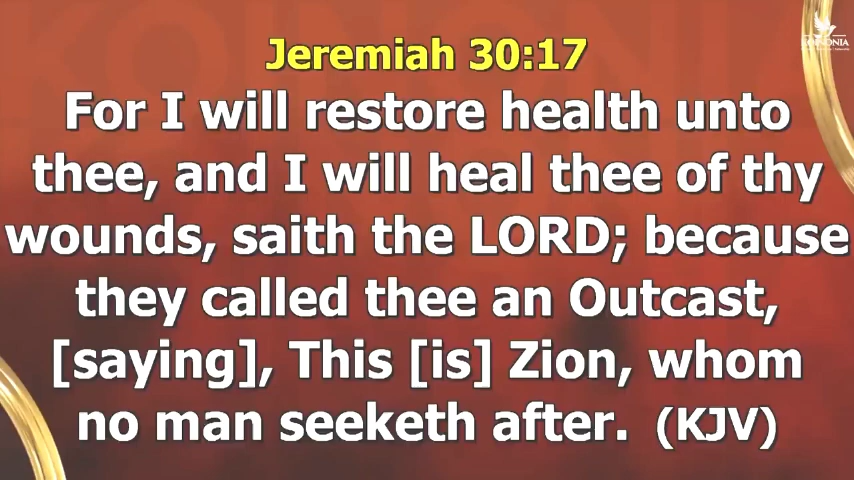 KOINONIA
Jeremiah 30:17
For I will restore health unto
thee, and I will heal thee of thy
wounds, saith the LORD; because
they called thee an Outcast,
[saying], This [is] Zion, whom
no man seeketh after. (KJV)